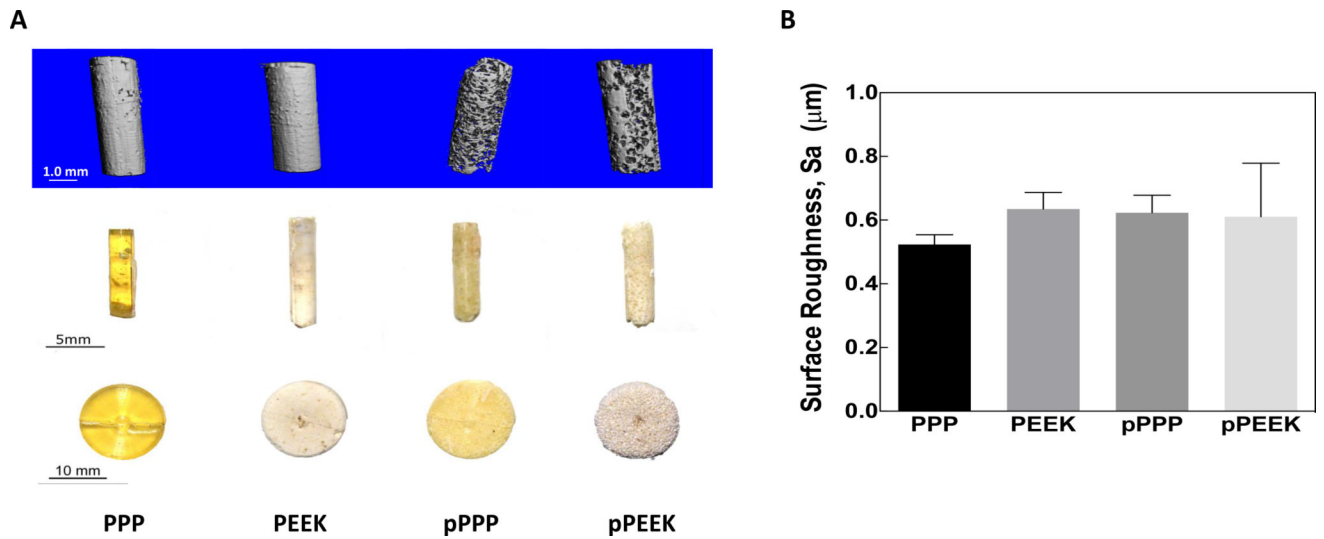 A
1.0 mm
5mm
10 mm
PPP PEEK pPPP pPEEK
B
Surface Roughness, Sa (μm)
1.0
0.8
0.6
0.4
0.2
0.0
PPP PEEK pPPP pPEEK